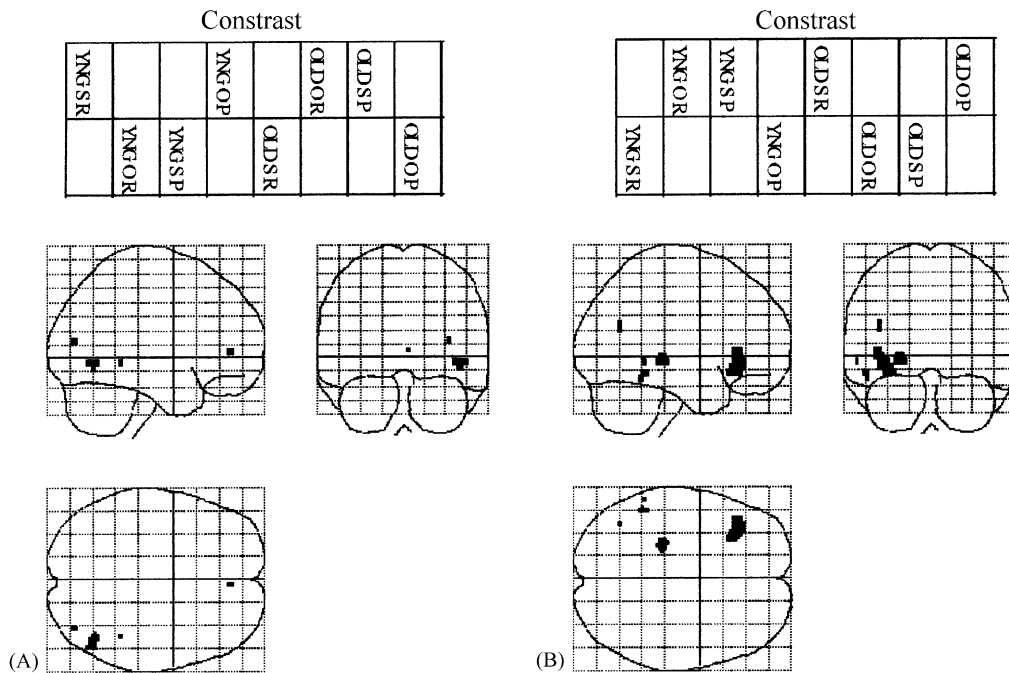 Constrast
YNG SR
YNG OR
YNG SP
YNG OP
OLD SR
OLD OR
OLD SP
OLD OP
(A)
Constrast
YNG SR
YNG OR
YNG SP
YNG OP
OLD SR
OLD OR
OLD SP
OLD OP
(B)